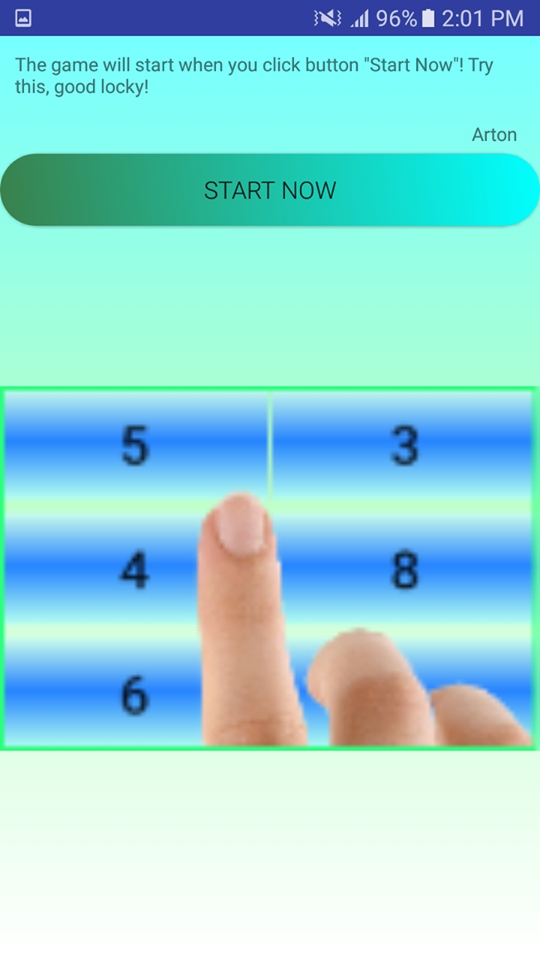 96% 2:01 PM
The game will start when you click button "Start Now"! Try
this, good locky!
Arton
START NOW
5 3
4 8
6